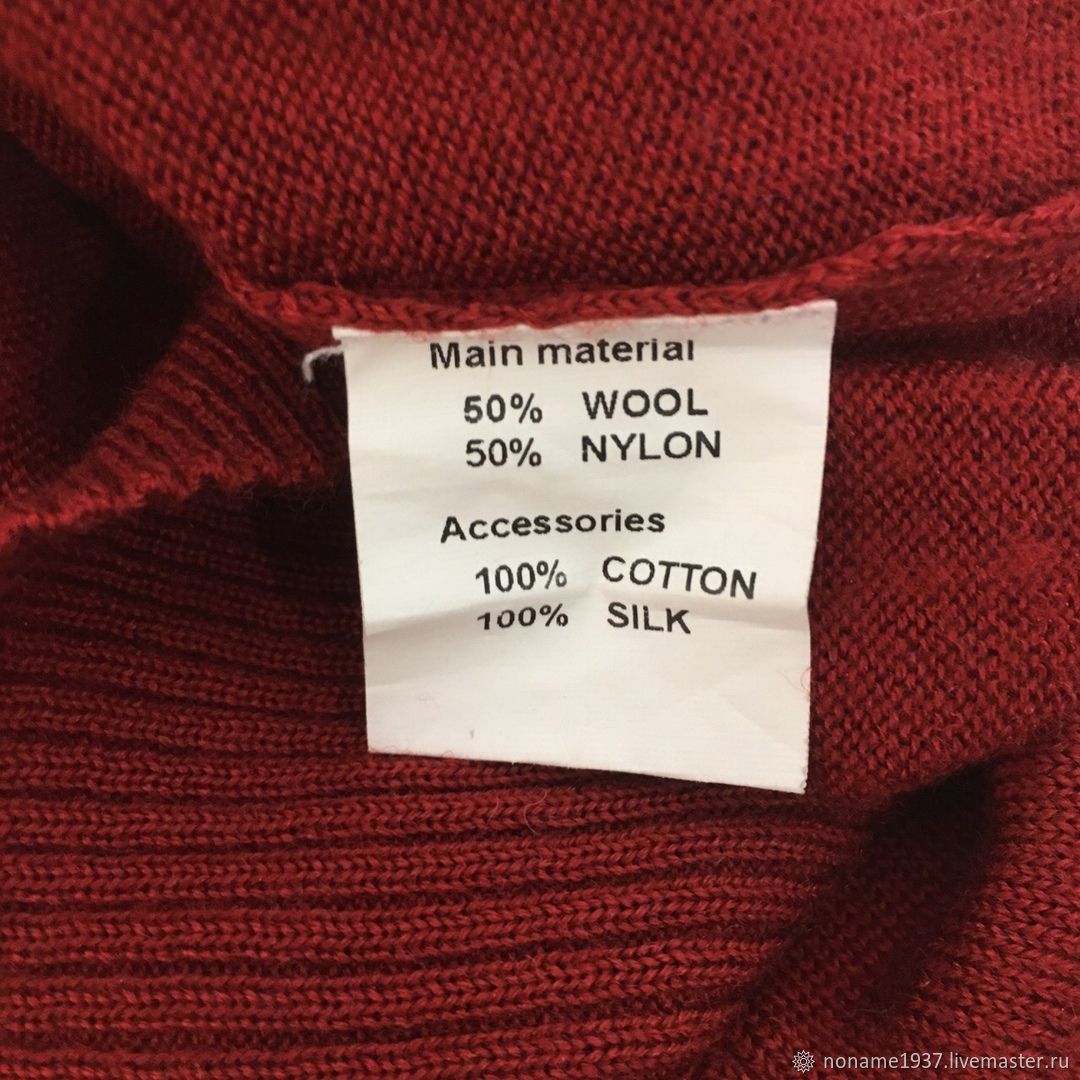 Main material
50% WOOL
50% NYLON
Accessories
100% COTTON
100% SILK
noname1937.livemaster.ru